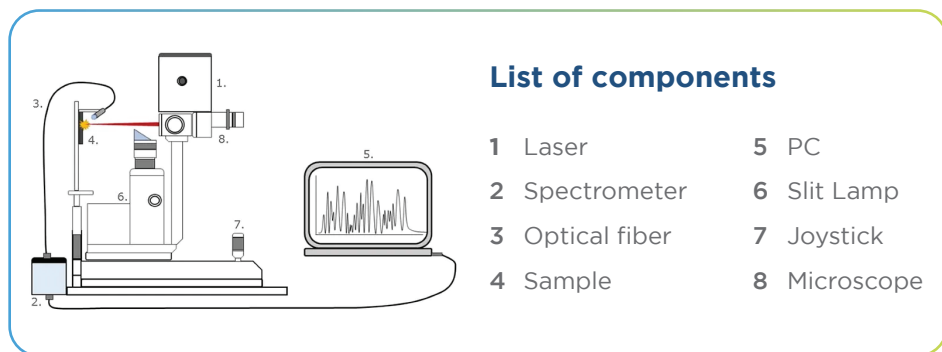 1.
3.
8.
4.
5.
6.
7.
2.
List of components
1 Laser
2 Spectrometer
3 Optical fiber
4 Sample
5 PC
6 Slit Lamp
7 Joystick
8 Microscope